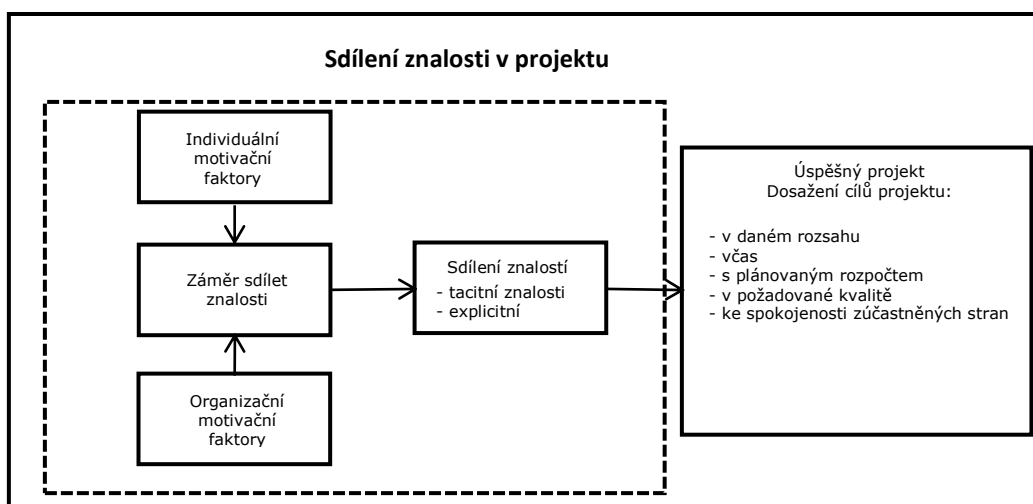 Sdílení znalosti v projektu
Individuální
motivační
faktory
Záměr sdílet
znalosti
Organizační
motivační
faktory
Sdílení znalostí
- tacitní znalosti
- explicitní
Úspěšný projekt
Dosažení cílů projektu:
- v daném rozsahu
- včas
- s plánovaným rozpočtem
- v požadované kvalitě
- ke spokojenosti zúčastněných stran